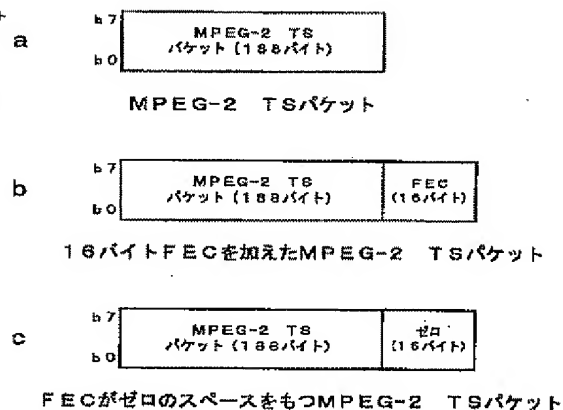 a
b7
MPEG-2 TS
パケット (188バイト)
b0
MPEG-2 TSパケット
b
b7
MPEG-2 TS
パケット (188バイト)
FEC
(16バイト)
b0
16バイトFECを加えたMPEG-2 TSパケット
c
b7
MPEG-2 TS
パケット (188バイト)
ゼロ
(16バイト)
b0
FECがゼロのスペースをもつMPEG-2 TSパケット